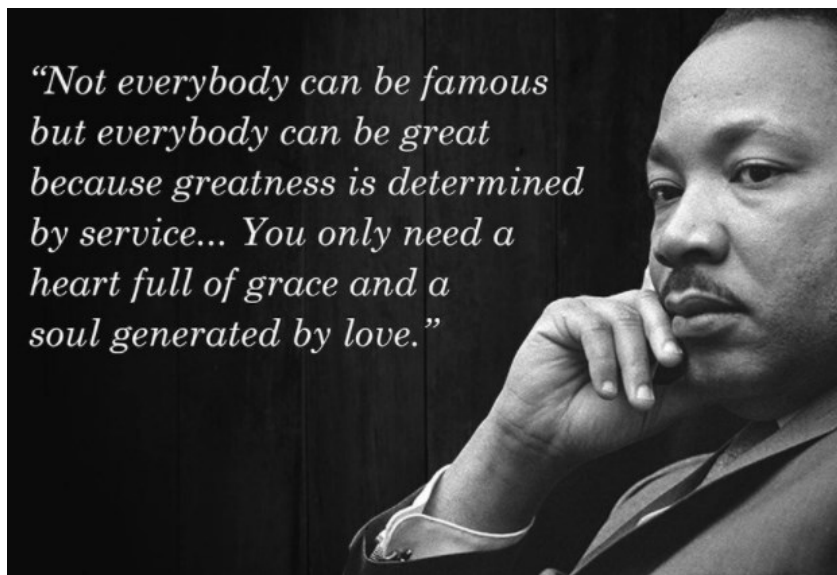 “Not everybody can be famous
but everybody can be great
because greatness is determined
by service... You only need a
heart full of grace and a
soul generated by love.”